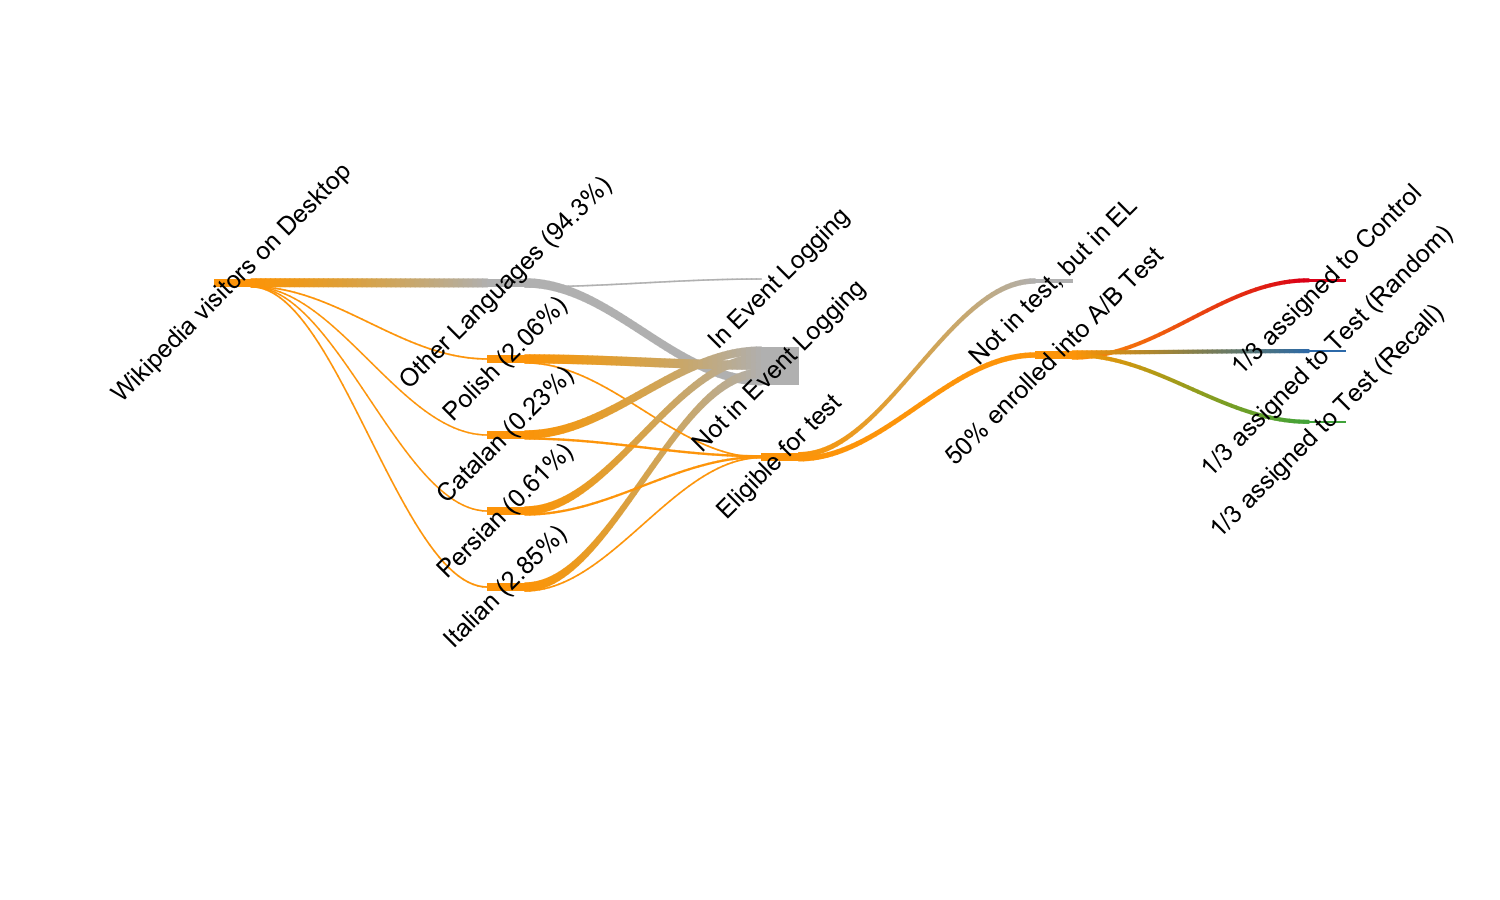 Wikipedia visitors on Desktop
Other Languages (94.3%)
Polish (2.06%)
Catalan (0.23%)
Persian (0.61%)
Italian (2.85%)
In Event Logging
Not in Event Logging
Eligible for test
Not in test, but in EL
50% enrolled into A/B Test
1/3 assigned to Control
1/3 assigned to Test (Random)
1/3 assigned to Test (Recall)